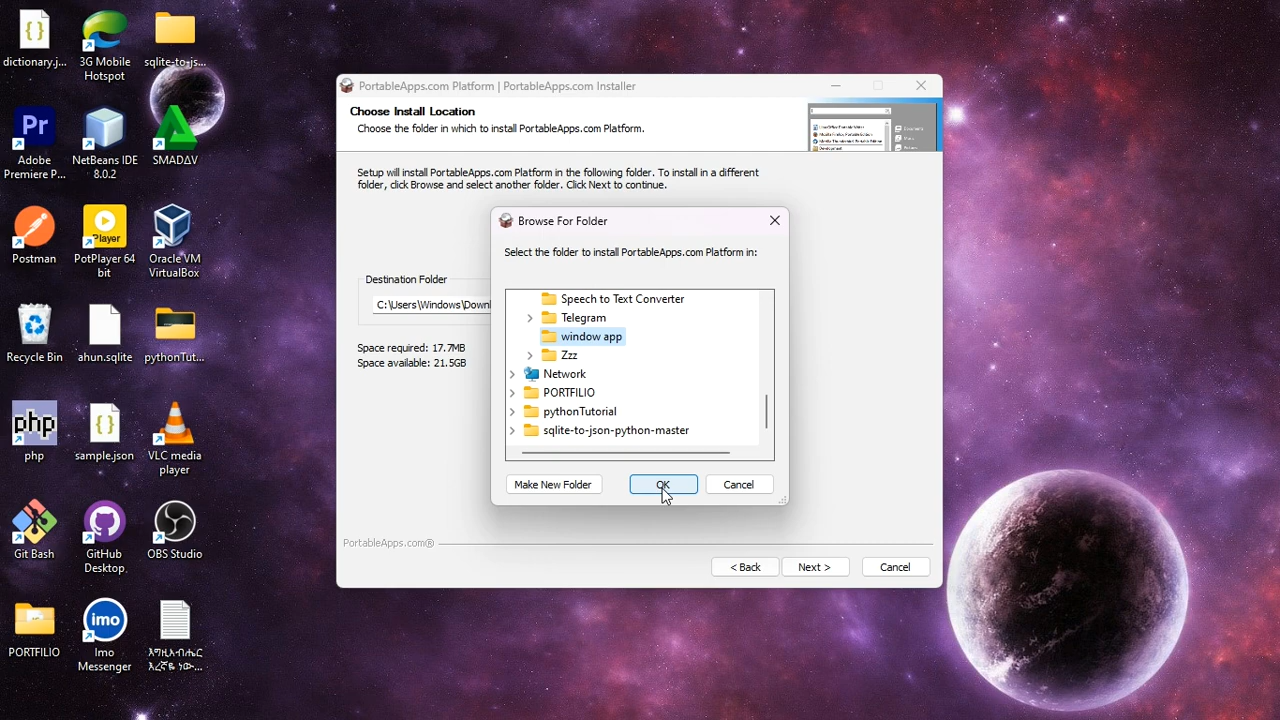 dictionary.j...
3G Mobile
Hotspot
sqlite-to-js...
Pr
Adobe
Premiere P...
NetBeans IDE
8.0.2
SMADΔV
Postman
Player
PotPlayer 64
bit
Oracle VM
VirtualBox
Recycle Bin
ahun.sqlite
pythonTut...
php
php
sample.json
VLC media
player
Git Bash
GitHub
Desktop
OBS Studio
PORTFILIO
imo
Imo
Messenger
PortableApps.com Platform | PortableApps.com Installer
Choose Install Location
Choose the folder in which to install PortableApps.com Platform.
Setup will install PortableApps.com Platform in the following folder. To install in a different
folder, click Browse and select another folder. Click Next to continue.
Destination Folder
C:\Users\Windows\Downl
Space required: 17.7MB
Space available: 21.5GB
Browse For Folder
Select the folder to install PortableApps.com Platform in:
Speech to Text Converter
Telegram
window app
Zzz
Network
PORTFILIO
pythonTutorial
sqlite-to-json-python-master
Make New Folder
OK
Cancel
PortableApps.com®
< Back
Next >
Cancel